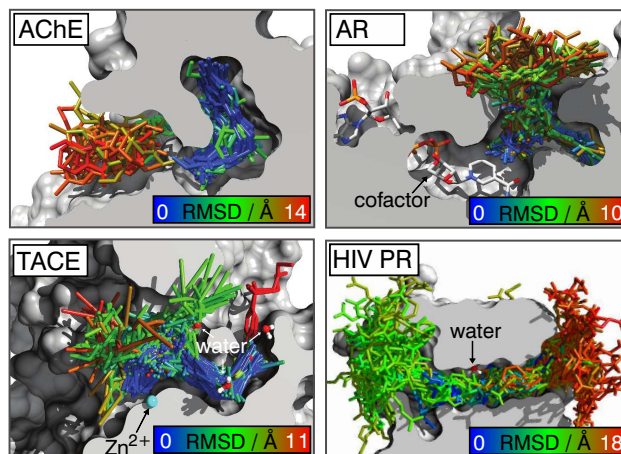 AChE
0 RMSD / Å 14
AR
cofactor
0 RMSD / Å 10
TACE
water
Zn2+
0 RMSD / Å 11
HIV PR
water
0 RMSD / Å 18